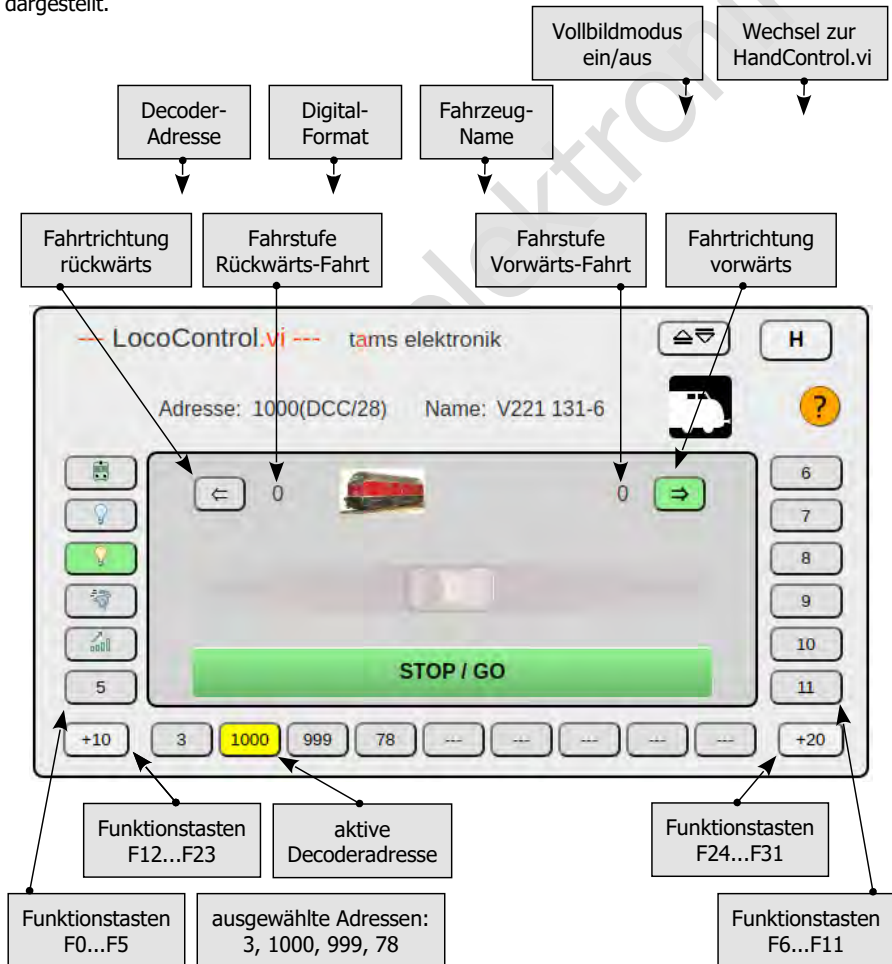 dargestellt.
Vollbildmodus
ein/aus
Wechsel zur
HandControl.vi
Decoder-
Adresse
Digital-
Format
Fahrzeug-
Name
Fahrtrichtung
rückwärts
Fahrstufe
Rückwärts-Fahrt
Fahrstufe
Vorwärts-Fahrt
Fahrtrichtung
vorwärts
--- LocoControl.vi --- tams elektronik
H
Adresse: 1000(DCC/28) Name: V221 131-6
?
⇐ 0 0 ⇒
6
7
8
9
10
STOP / GO
5
11
+10 3 1000 999 78 --- --- --- --- --- +20
Funktionstasten
F12...F23
aktive
Decoderadresse
Funktionstasten
F24...F31
Funktionstasten
F0...F5
ausgewählte Adressen:
3, 1000, 999, 78
Funktionstasten
F6...F11
elektroni